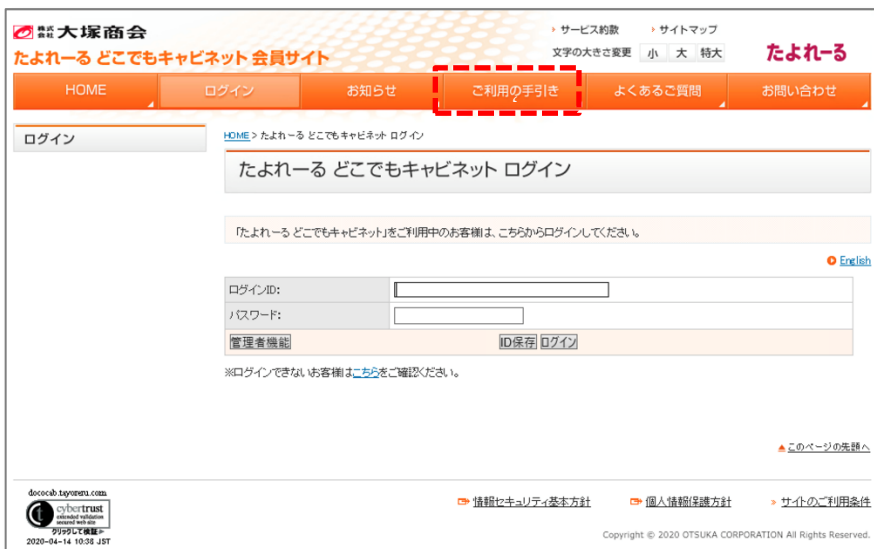 株式会社 大塚商会
> サービス約款 > サイトマップ
たよれーる どこでもキャビネット 会員サイト
文字の大きさ変更 小 大 特大
たよれーる
HOME ログイン お知らせ ご利用の手引き よくあるご質問 お問い合わせ
ログイン
HOME > たよれーる どこでもキャビネット ログイン
たよれーる どこでもキャビネット ログイン
「たよれーる どこでもキャビネット」をご利用中のお客様は、こちらからログインしてください。
English
ログインID:
パスワード:
管理者機能 ID保存 ログイン
※ログインできないお客様はこちらをご確認ください。
このページの先頭へ
dococab.tayoreru.com
cybertrust
extended validation
secured web site
クリックして検証
2020-04-14 10:38 JST
情報セキュリティ基本方針 個人情報保護方針 > サイトのご利用条件
Copyright © 2020 OTSUKA CORPORATION All Rights Reserved.